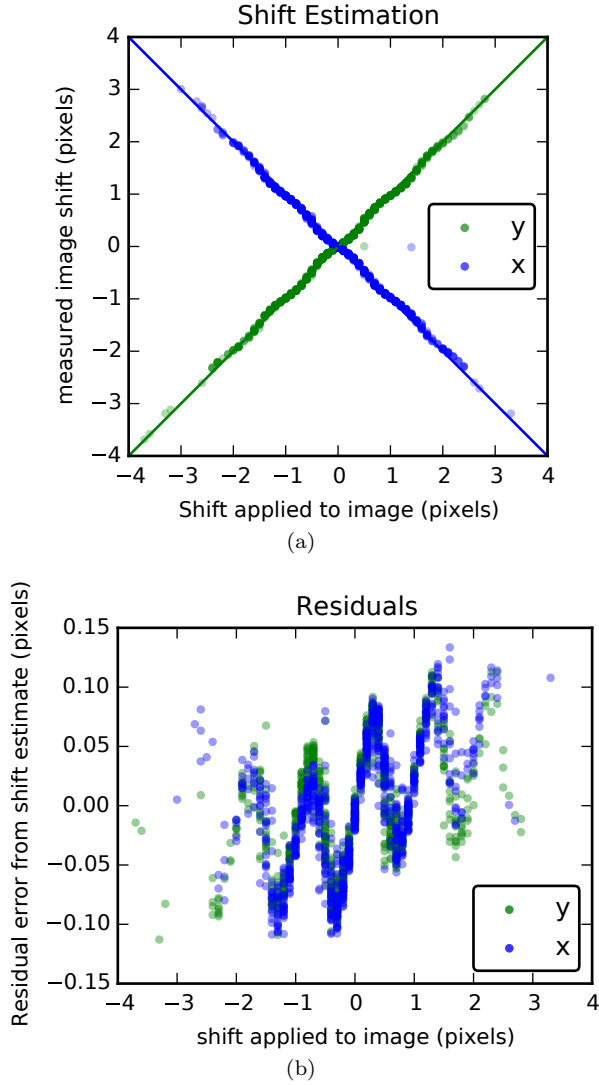 Shift Estimation
4
3
2
1
0
−1
−2
−3
−4
measured image shift (pixels)
y
x
−4 −3 −2 −1 0 1 2 3 4
Shift applied to image (pixels)
(a)
Residuals
0.15
0.10
0.05
0.00
−0.05
−0.10
−0.15
Residual error from shift estimate (pixels)
y
x
−4 −3 −2 −1 0 1 2 3 4
shift applied to image (pixels)
(b)